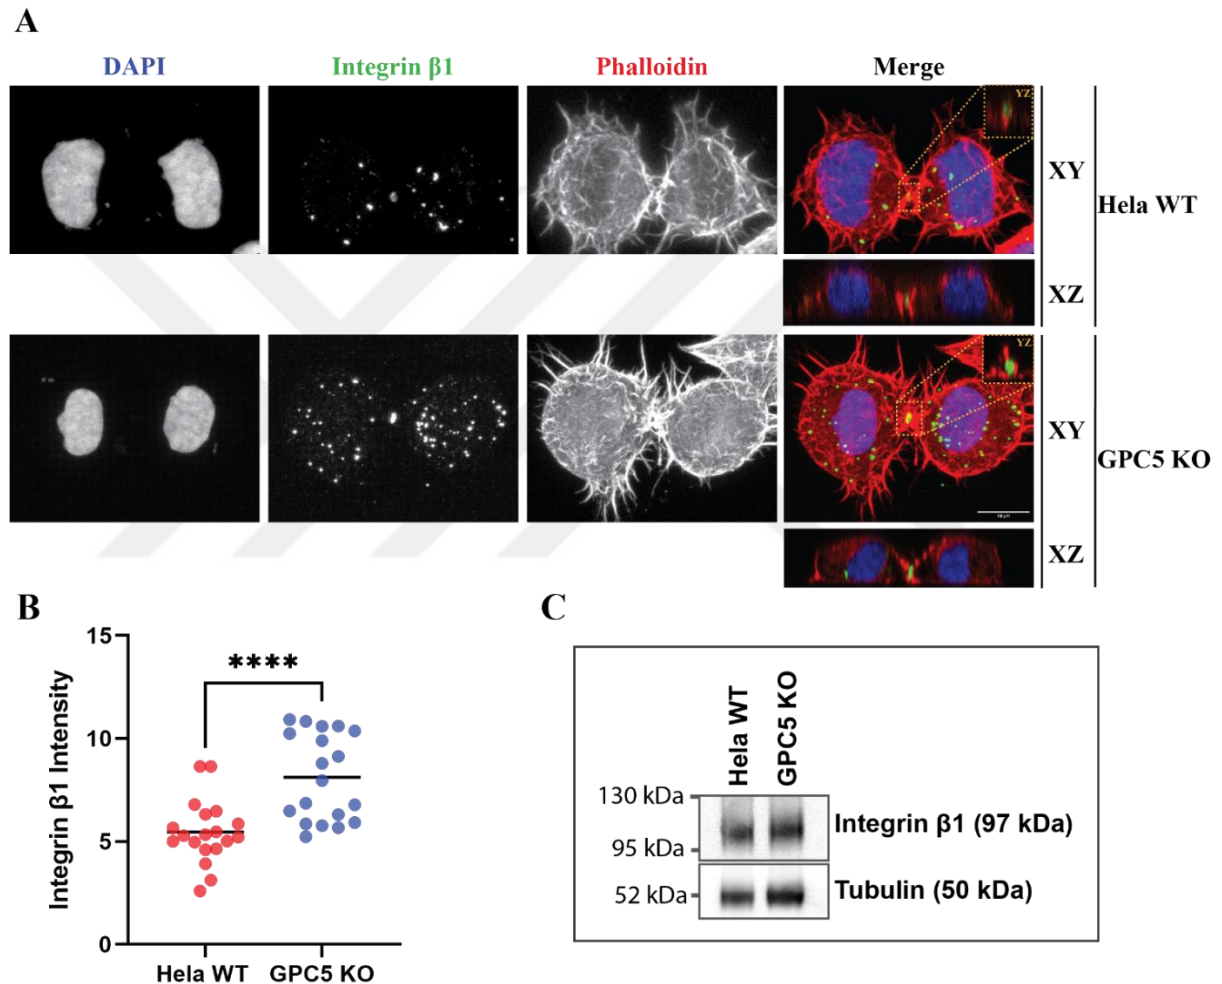 A
DAPI
Integrin β1
Phalloidin
Merge
YZ
XY
Hela WT
XZ
YZ
XY
GPC5 KO
XZ
B
15
10
5
0
Integrin β1 Intensity
****
Hela WT
GPC5 KO
C
Hela WT
GPC5 KO
130 kDa
Integrin β1 (97 kDa)
95 kDa
52 kDa
Tubulin (50 kDa)